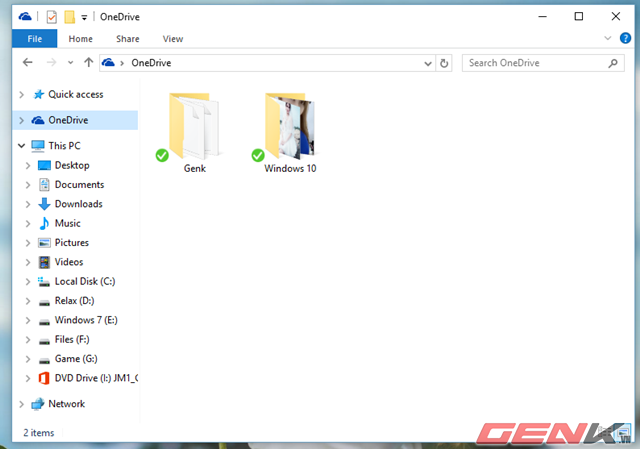 OneDrive
File Home Share View
OneDrive Search OneDrive
Quick access
OneDrive
This PC
Desktop
Documents
Downloads
Music
Pictures
Videos
Local Disk (C:)
Relax (D:)
Windows 7 (E:)
Files (F:)
Game (G:)
DVD Drive (I:) JM1_C
Network
Genk Windows 10
2 items
GENK
VN